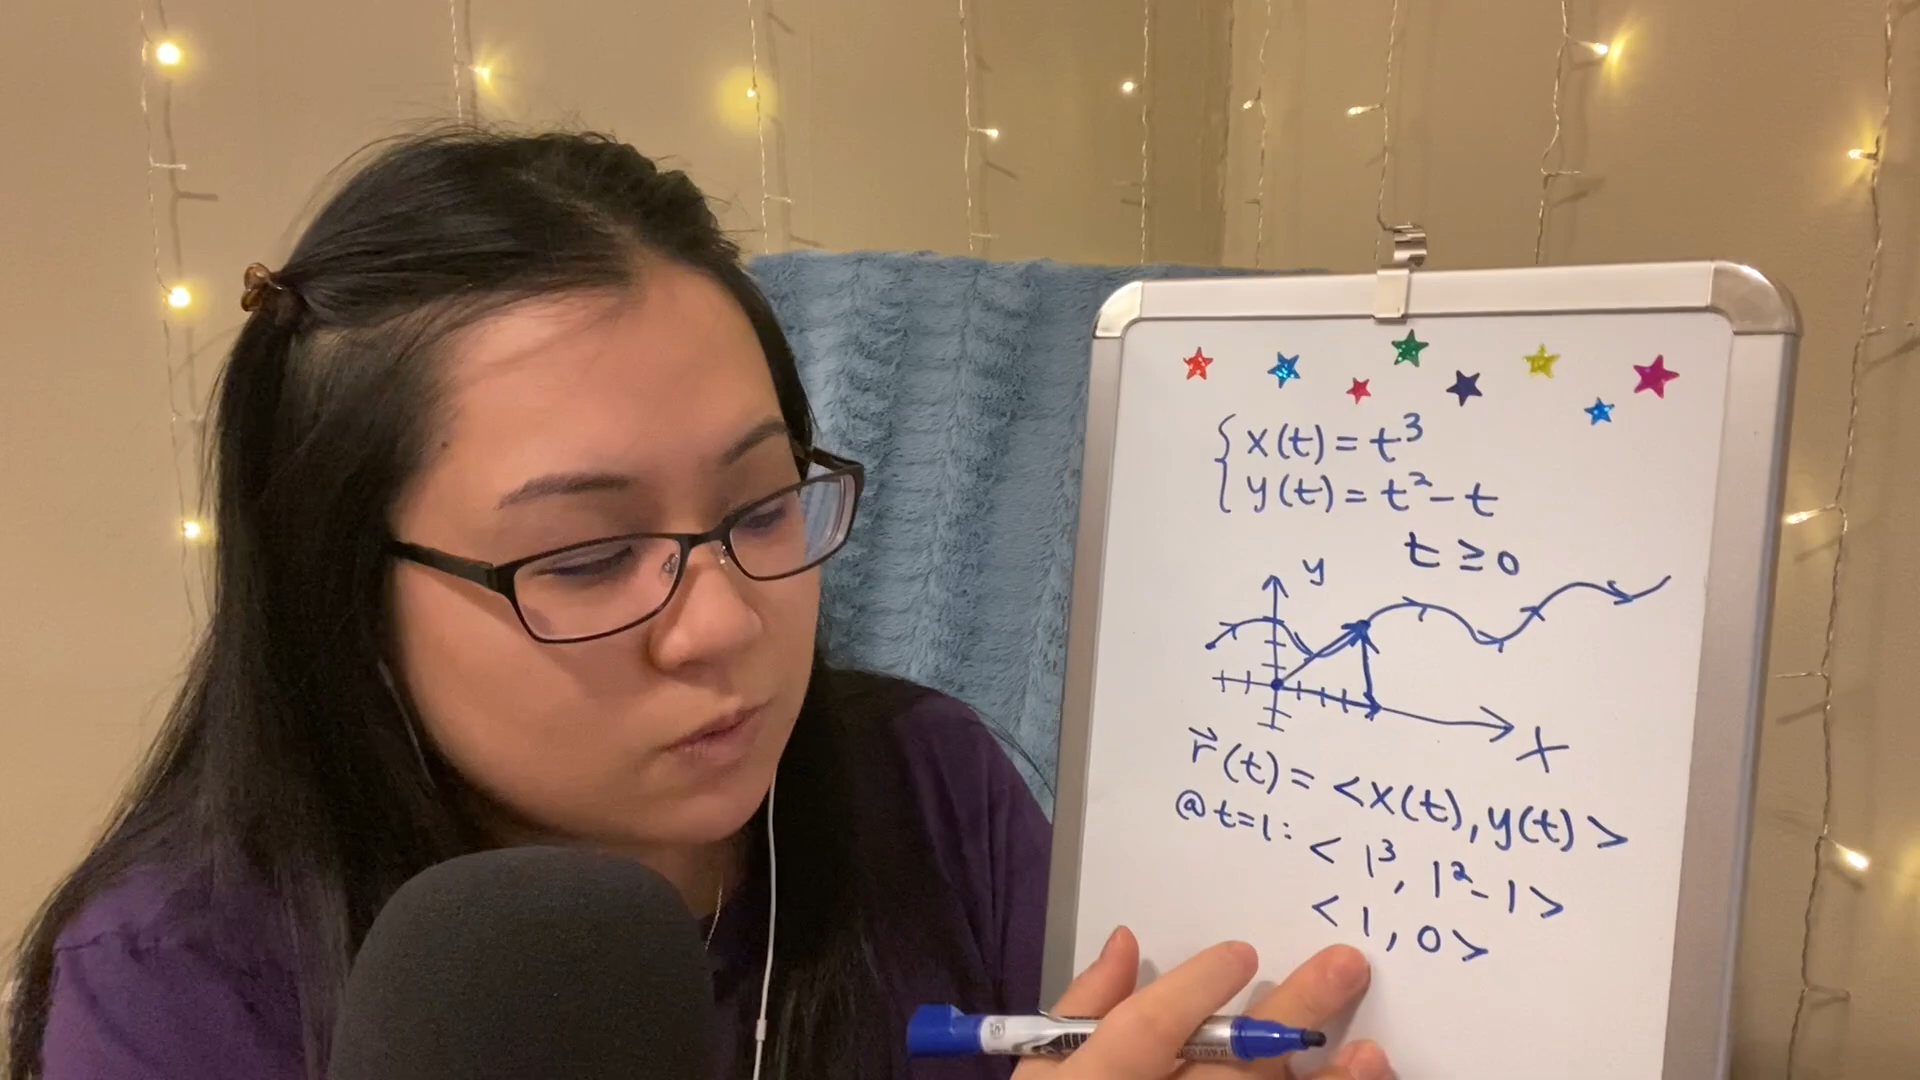 x(t) = t³
y(t) = t² - t
t ≥ 0
y
x
r⃗(t) = <x(t), y(t)>
@t=1: <1³, 1²-1>
<1, 0>